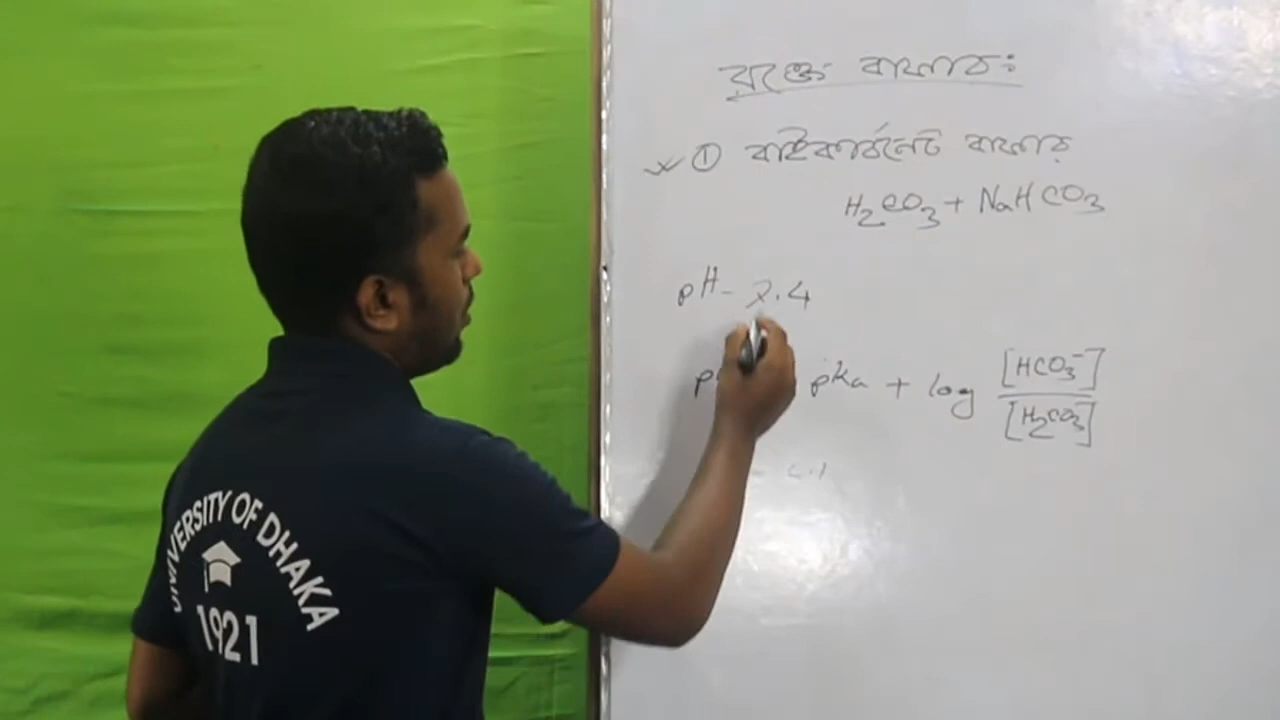 UNIVERSITY OF DHAKA
1921
রক্তে বাফারঃ
① বাইকার্বনেট বাফার
H₂CO₃ + NaHCO₃
pH - 7.4
pKa + log [HCO₃⁻] / [H₂CO₃]